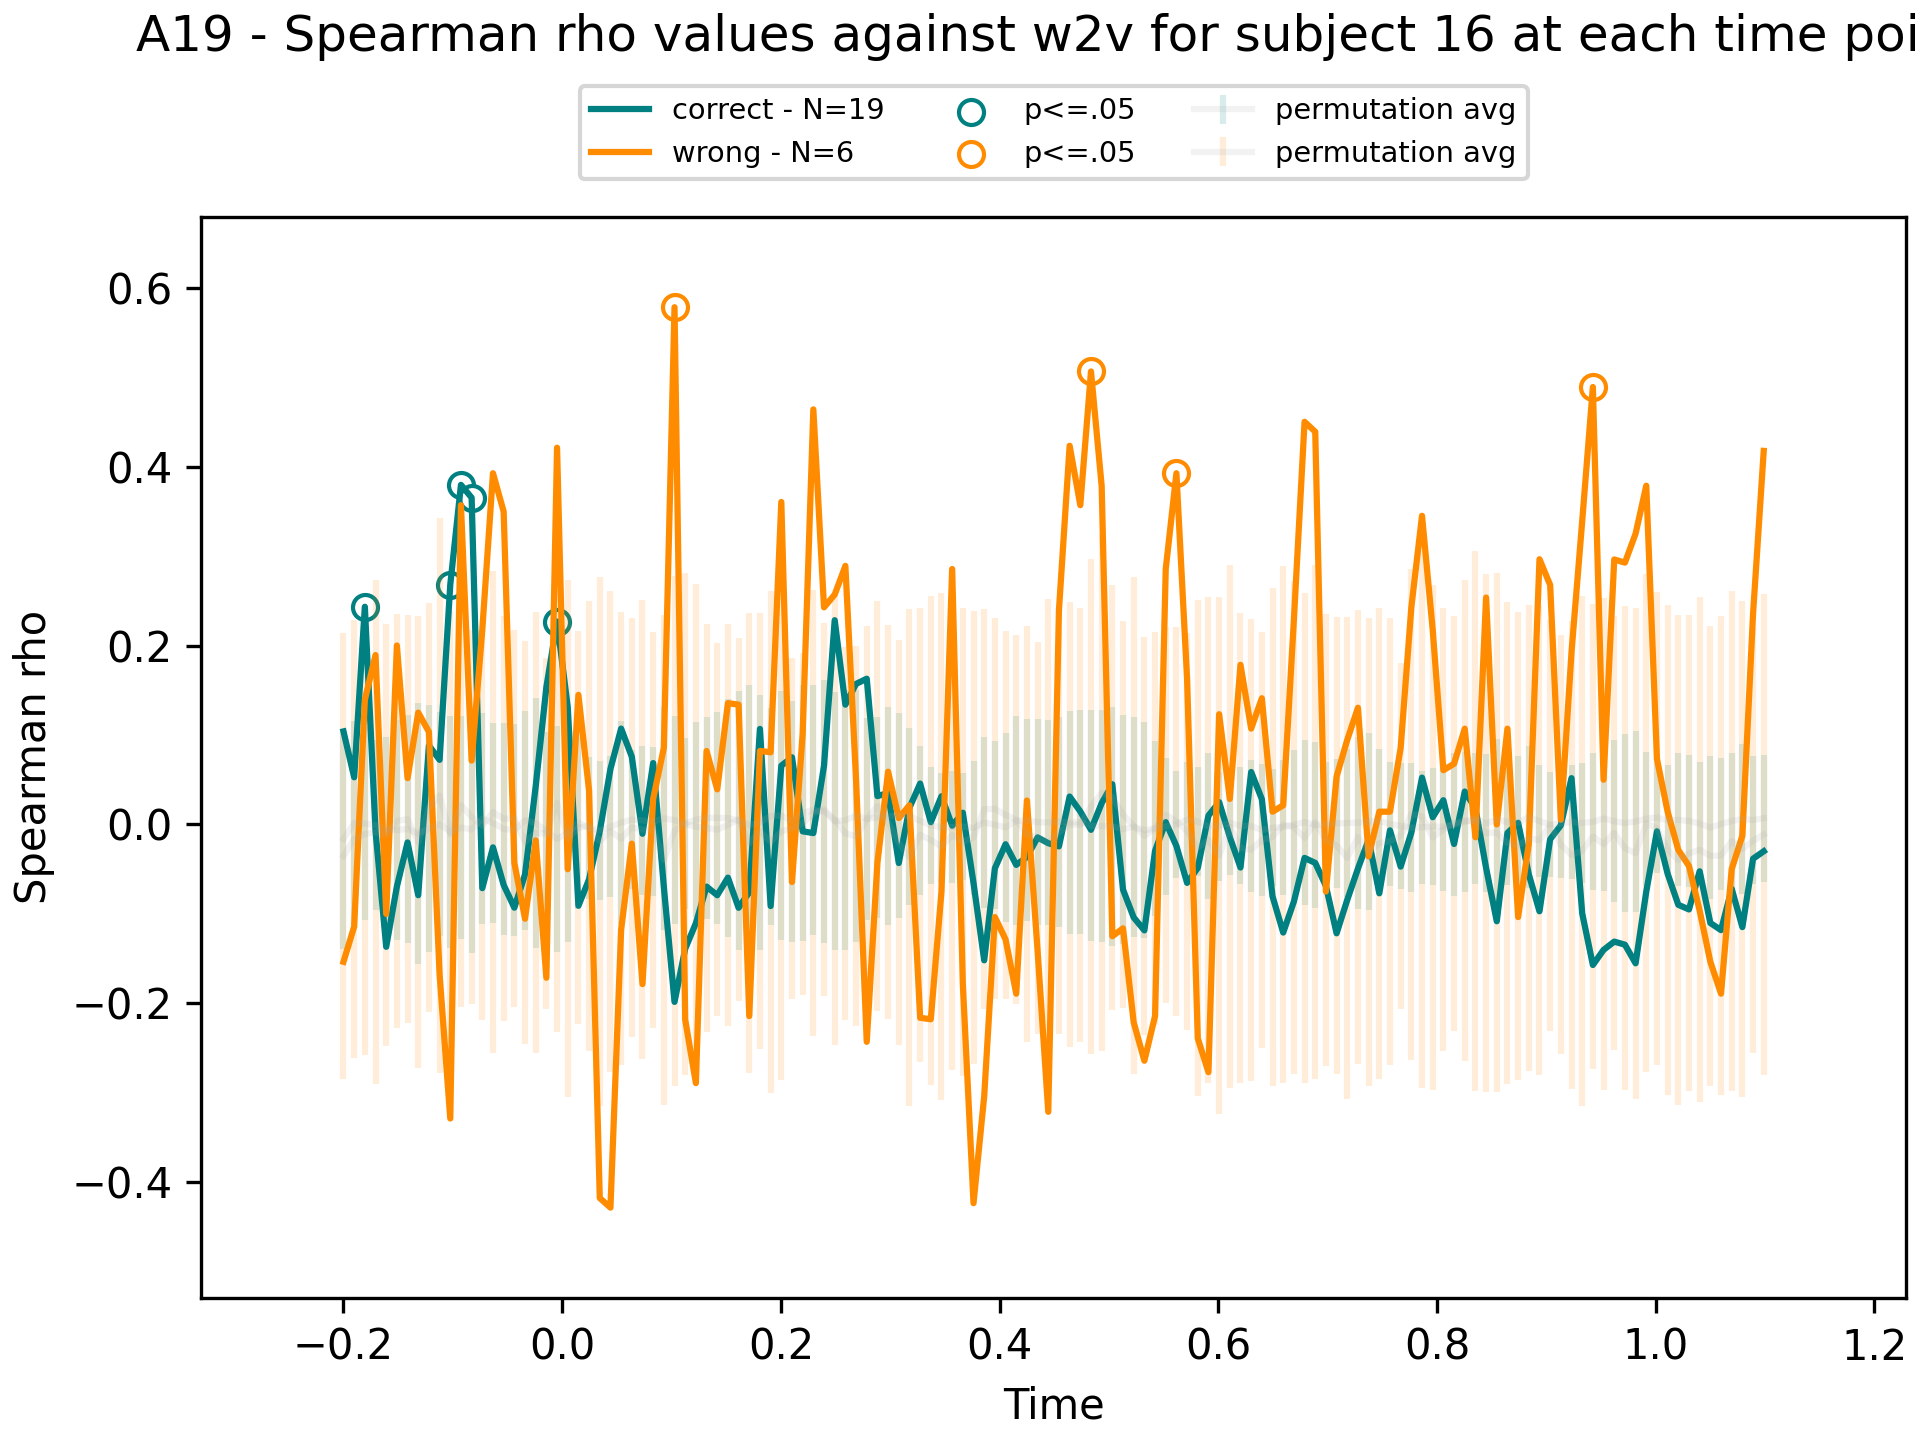 A19 - Spearman rho values against w2v for subject 16 at each time poi
correct - N=19 p<=.05 permutation avg
wrong - N=6 p<=.05 permutation avg
0.6
0.4
0.2
0.0
−0.2
−0.4
Spearman rho
−0.2 0.0 0.2 0.4 0.6 0.8 1.0 1.2
Time